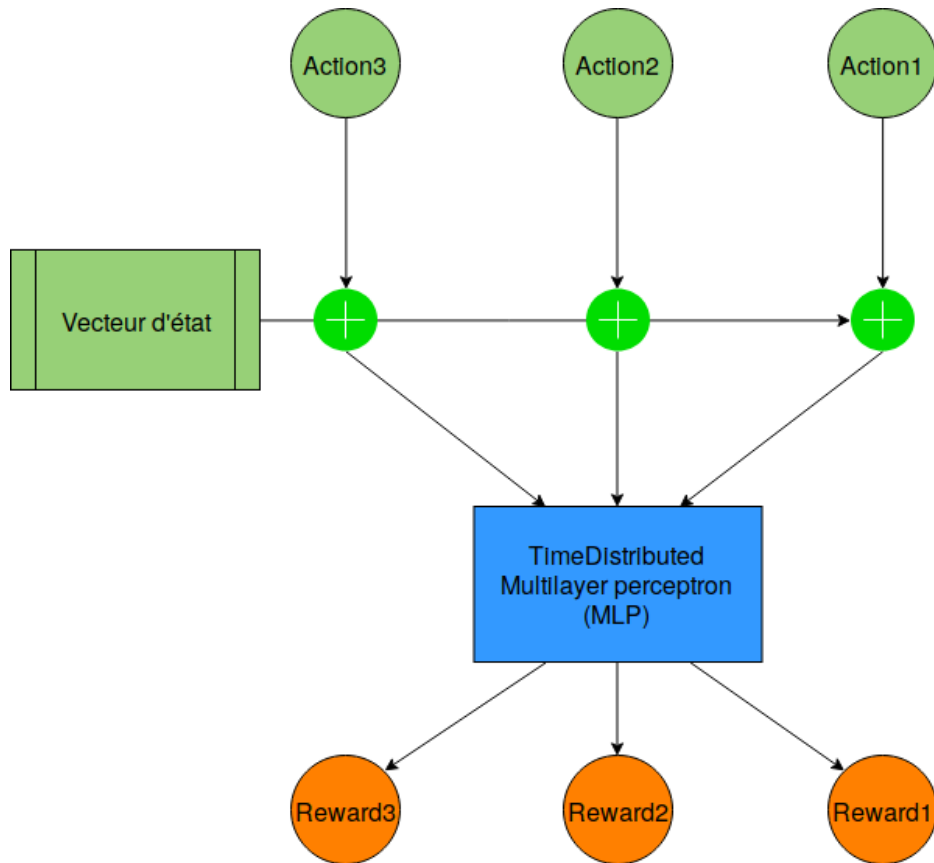 Action3
Action2
Action1
Vecteur d'état
TimeDistributed
Multilayer perceptron
(MLP)
Reward3
Reward2
Reward1